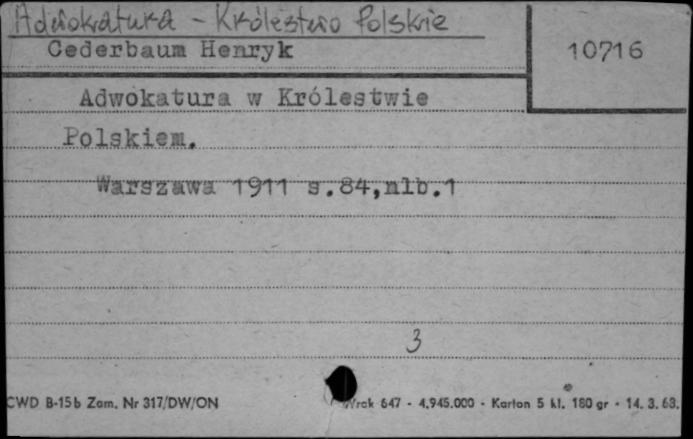 Adwokatura - Królestwo Polskie
Cederbaum Henryk
10716
Adwokatura w Królestwie
Polskiem.
Warszawa 1911 s.84,nlb.1
3
CWD B-15b Zam. Nr 317/DW/ON
647 - 4.945.000 - Karton 5 kl. 180 gr - 14. 3. 63.